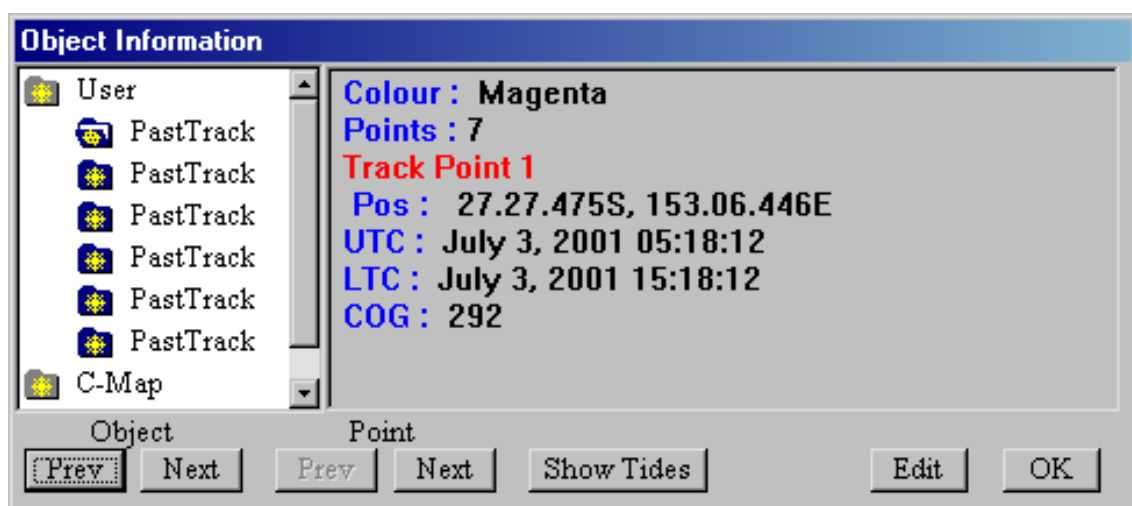 Object Information
User
PastTrack
PastTrack
PastTrack
PastTrack
PastTrack
PastTrack
C-Map
Colour : Magenta
Points : 7
Track Point 1
Pos : 27.27.475S, 153.06.446E
UTC : July 3, 2001 05:18:12
LTC : July 3, 2001 15:18:12
COG : 292
Object Point
Prev Next Prev Next Show Tides Edit OK